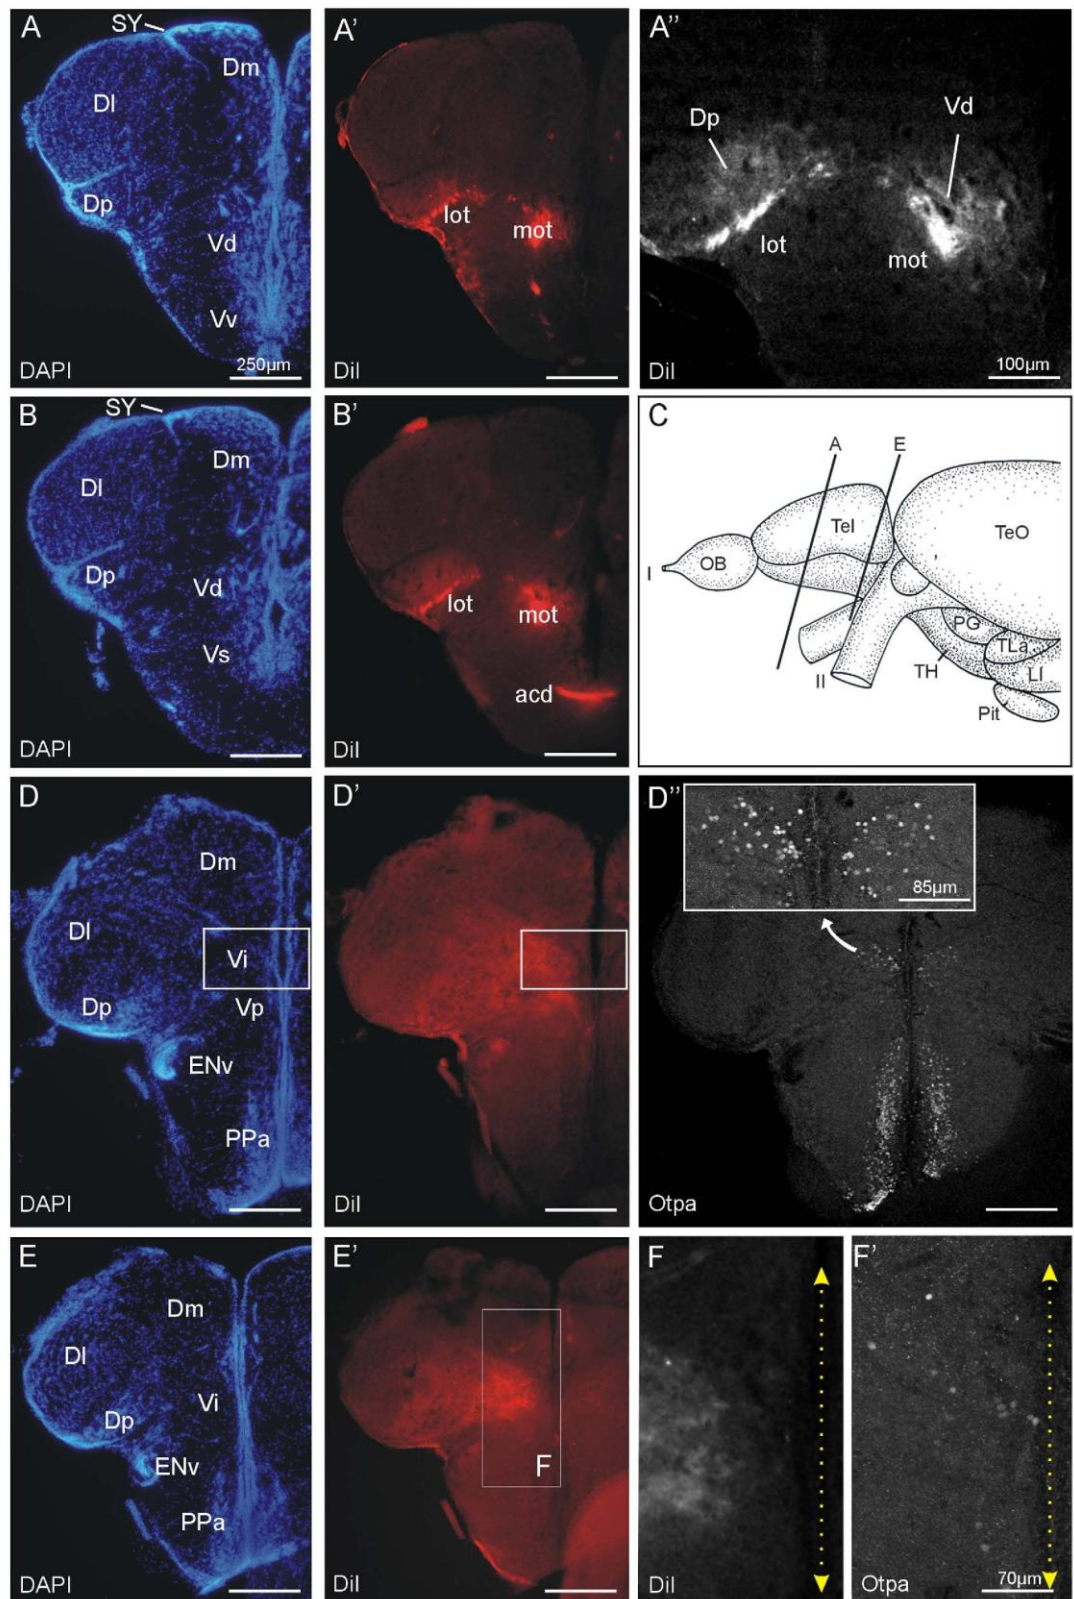 A
SY
Dm
Dl
Dp
Vd
Vv
250µm
DAPI
A'
lot
mot
DiI
A''
Dp
Vd
lot
mot
100µm
DiI
B
SY
Dm
Dl
Dp
Vd
Vs
DAPI
B'
lot
mot
acd
DiI
C
A
E
Tel
TeO
OB
I
PG
TLa
TH
LI
II
Pit
D
Dm
Dl
Vi
Dp
Vp
ENv
PPa
DAPI
D'
DiI
D''
85µm
Otpa
E
Dm
Dl
Vi
Dp
ENv
PPa
DAPI
E'
F
DiI
F
DiI
F'
70µm
Otpa